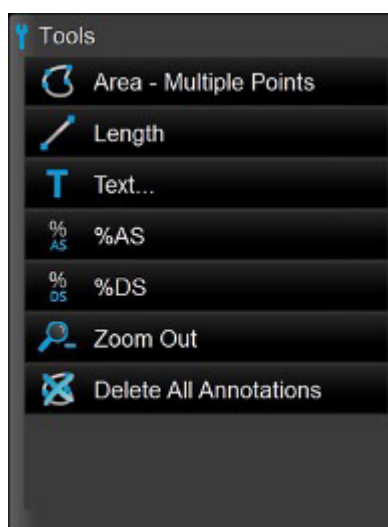 Tools
Area - Multiple Points
Length
T Text...
%
AS %AS
%
DS %DS
Zoom Out
Delete All Annotations